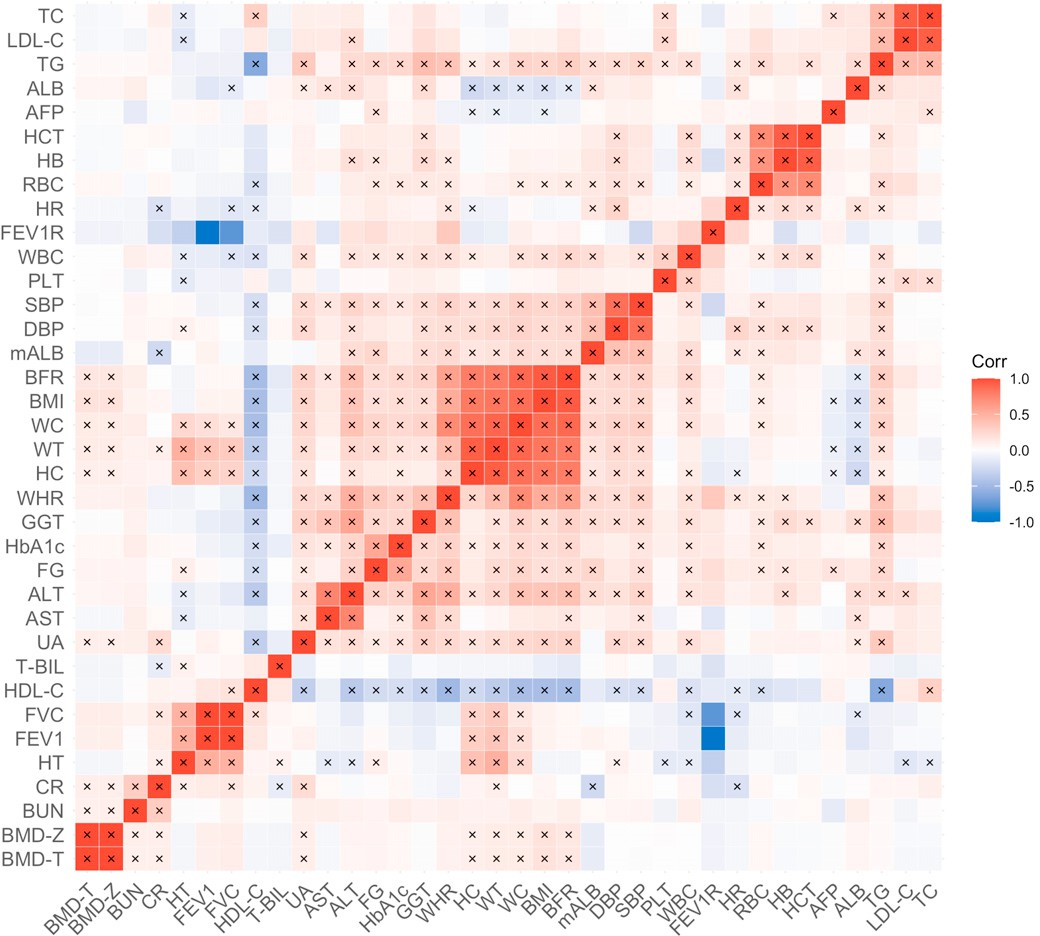 TC
LDL-C
TG
ALB
AFP
HCT
HB
RBC
HR
FEV1R
WBC
PLT
SBP
DBP
mALB
BFR
BMI
WC
WT
HC
WHR
GGT
HbA1c
FG
ALT
AST
UA
T-BIL
HDL-C
FVC
FEV1
HT
CR
BUN
BMD-Z
BMD-T
BMD-T
BMD-Z
BUN
CR
HT
FEV1
FVC
HDL-C
T-BIL
UA
AST
ALT
FG
HbA1c
GGT
WHR
HC
WT
WC
BMI
BFR
mALB
DBP
SBP
PLT
WBC
FEV1R
HR
RBC
HB
HCT
AFP
ALB
TG
LDL-C
TC
Corr
1.0
0.5
0.0
-0.5
-1.0